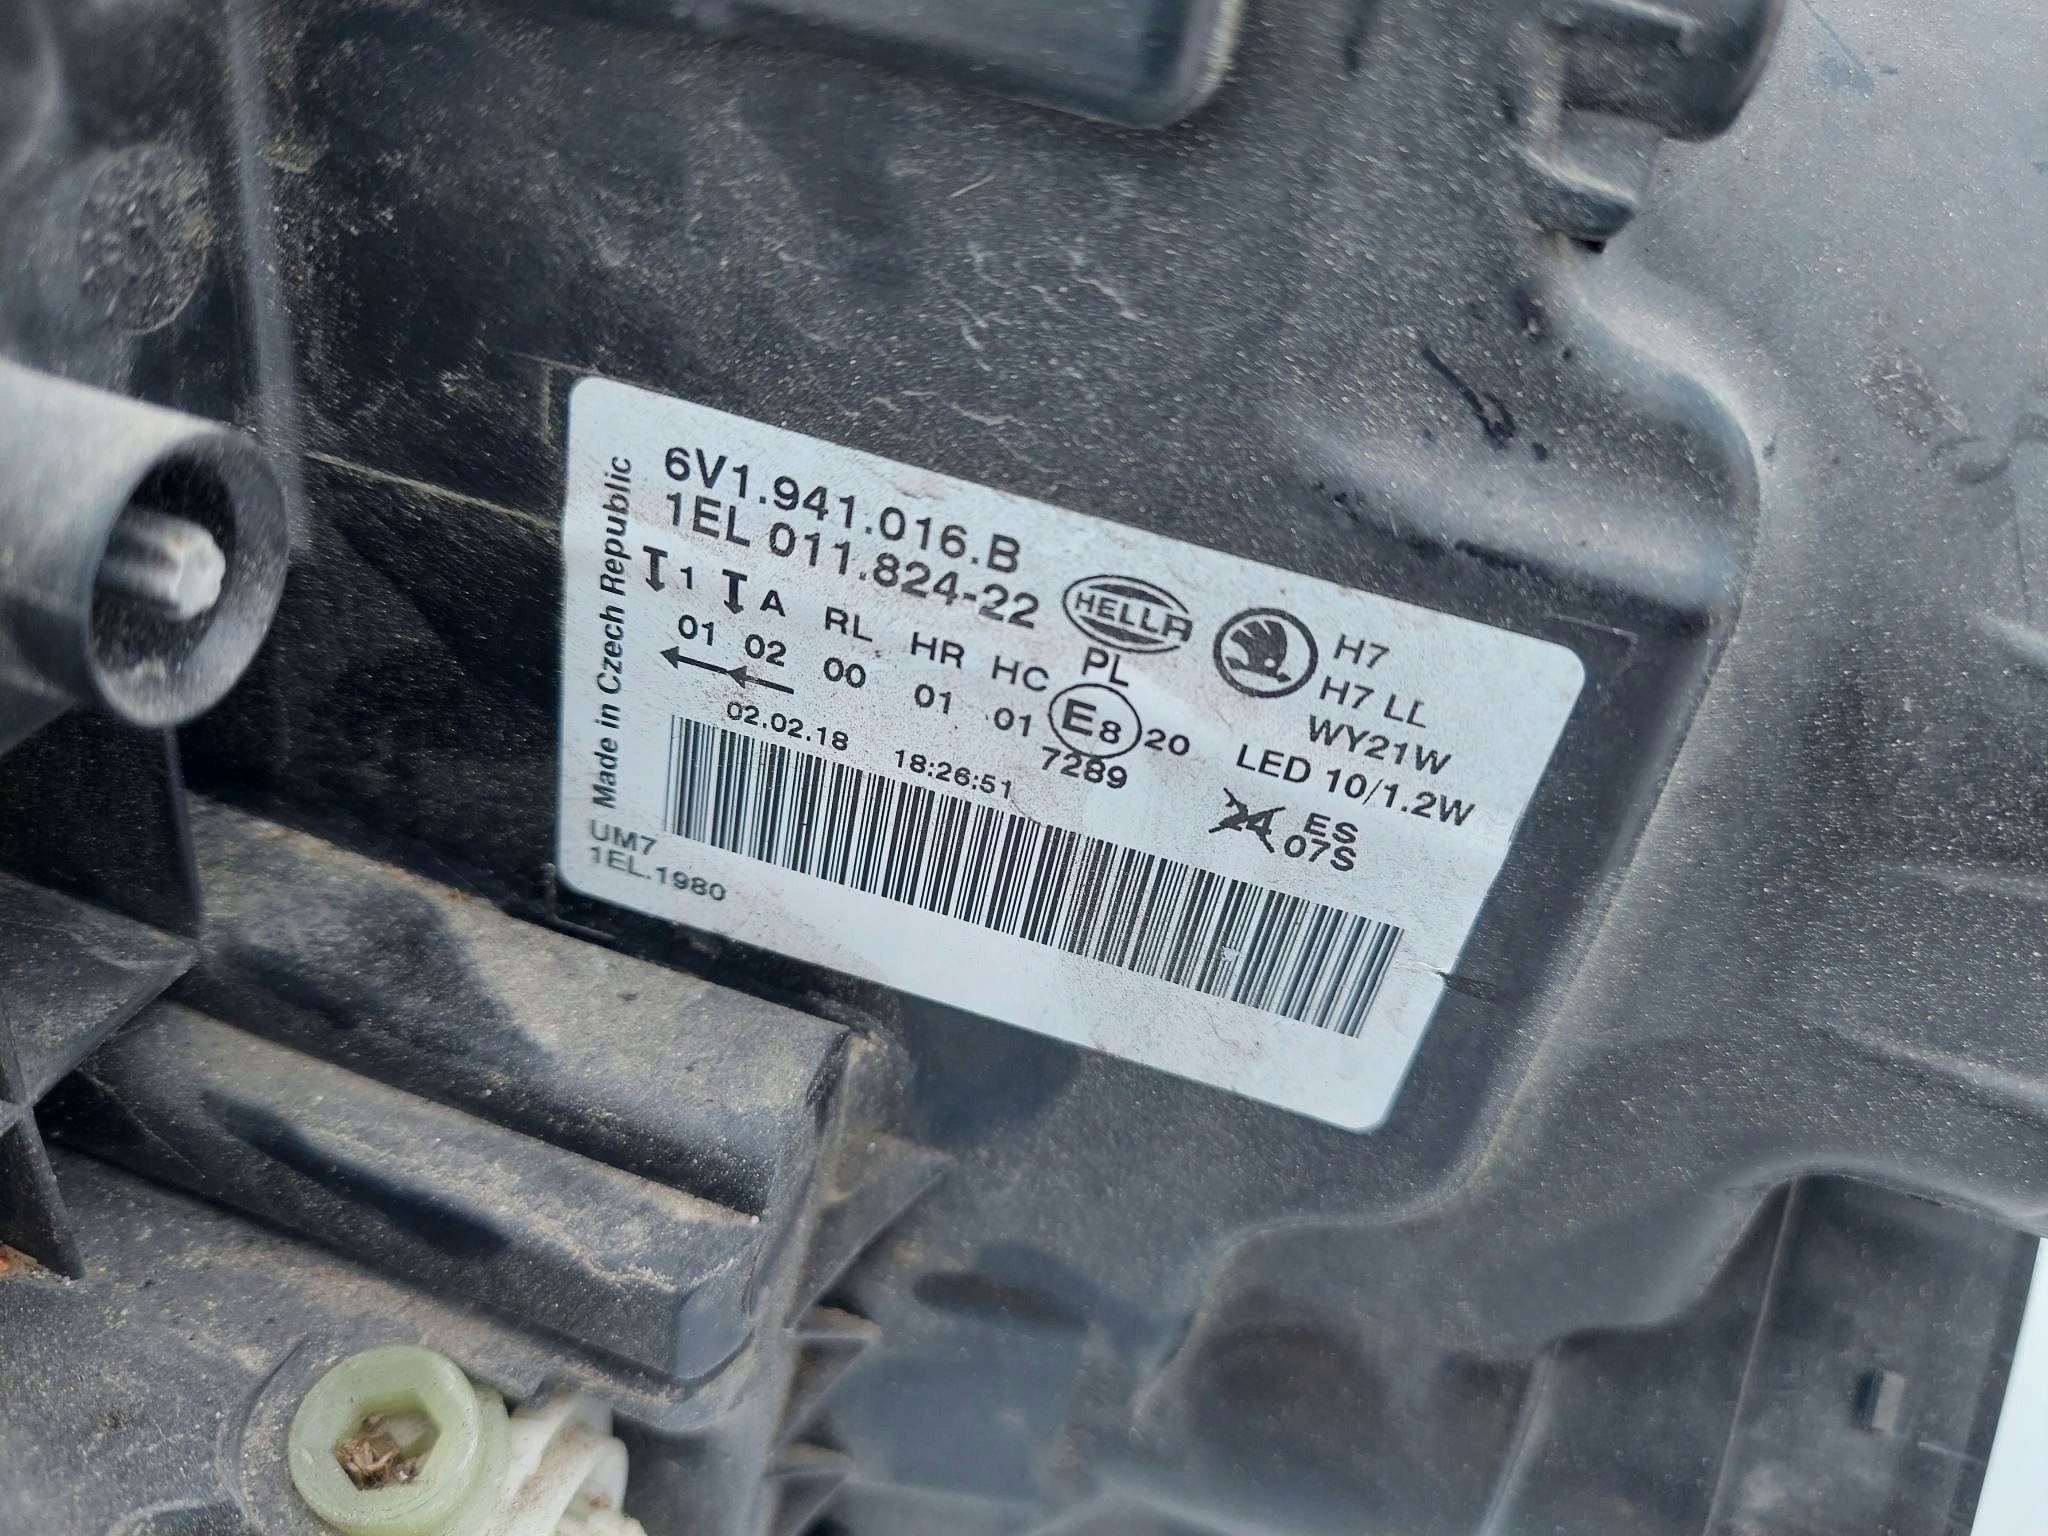 6V1.941.016.B
1EL 011.824-22
HELLA
1 A RL HR HC PL
01 02 00 01 01 E8 20
7289
02.02.18 18:26:51
H7
H7 LL
WY21W
LED 10/1.2W
24 ES
07S
Made in Czech Republic
UM7
1EL.1980